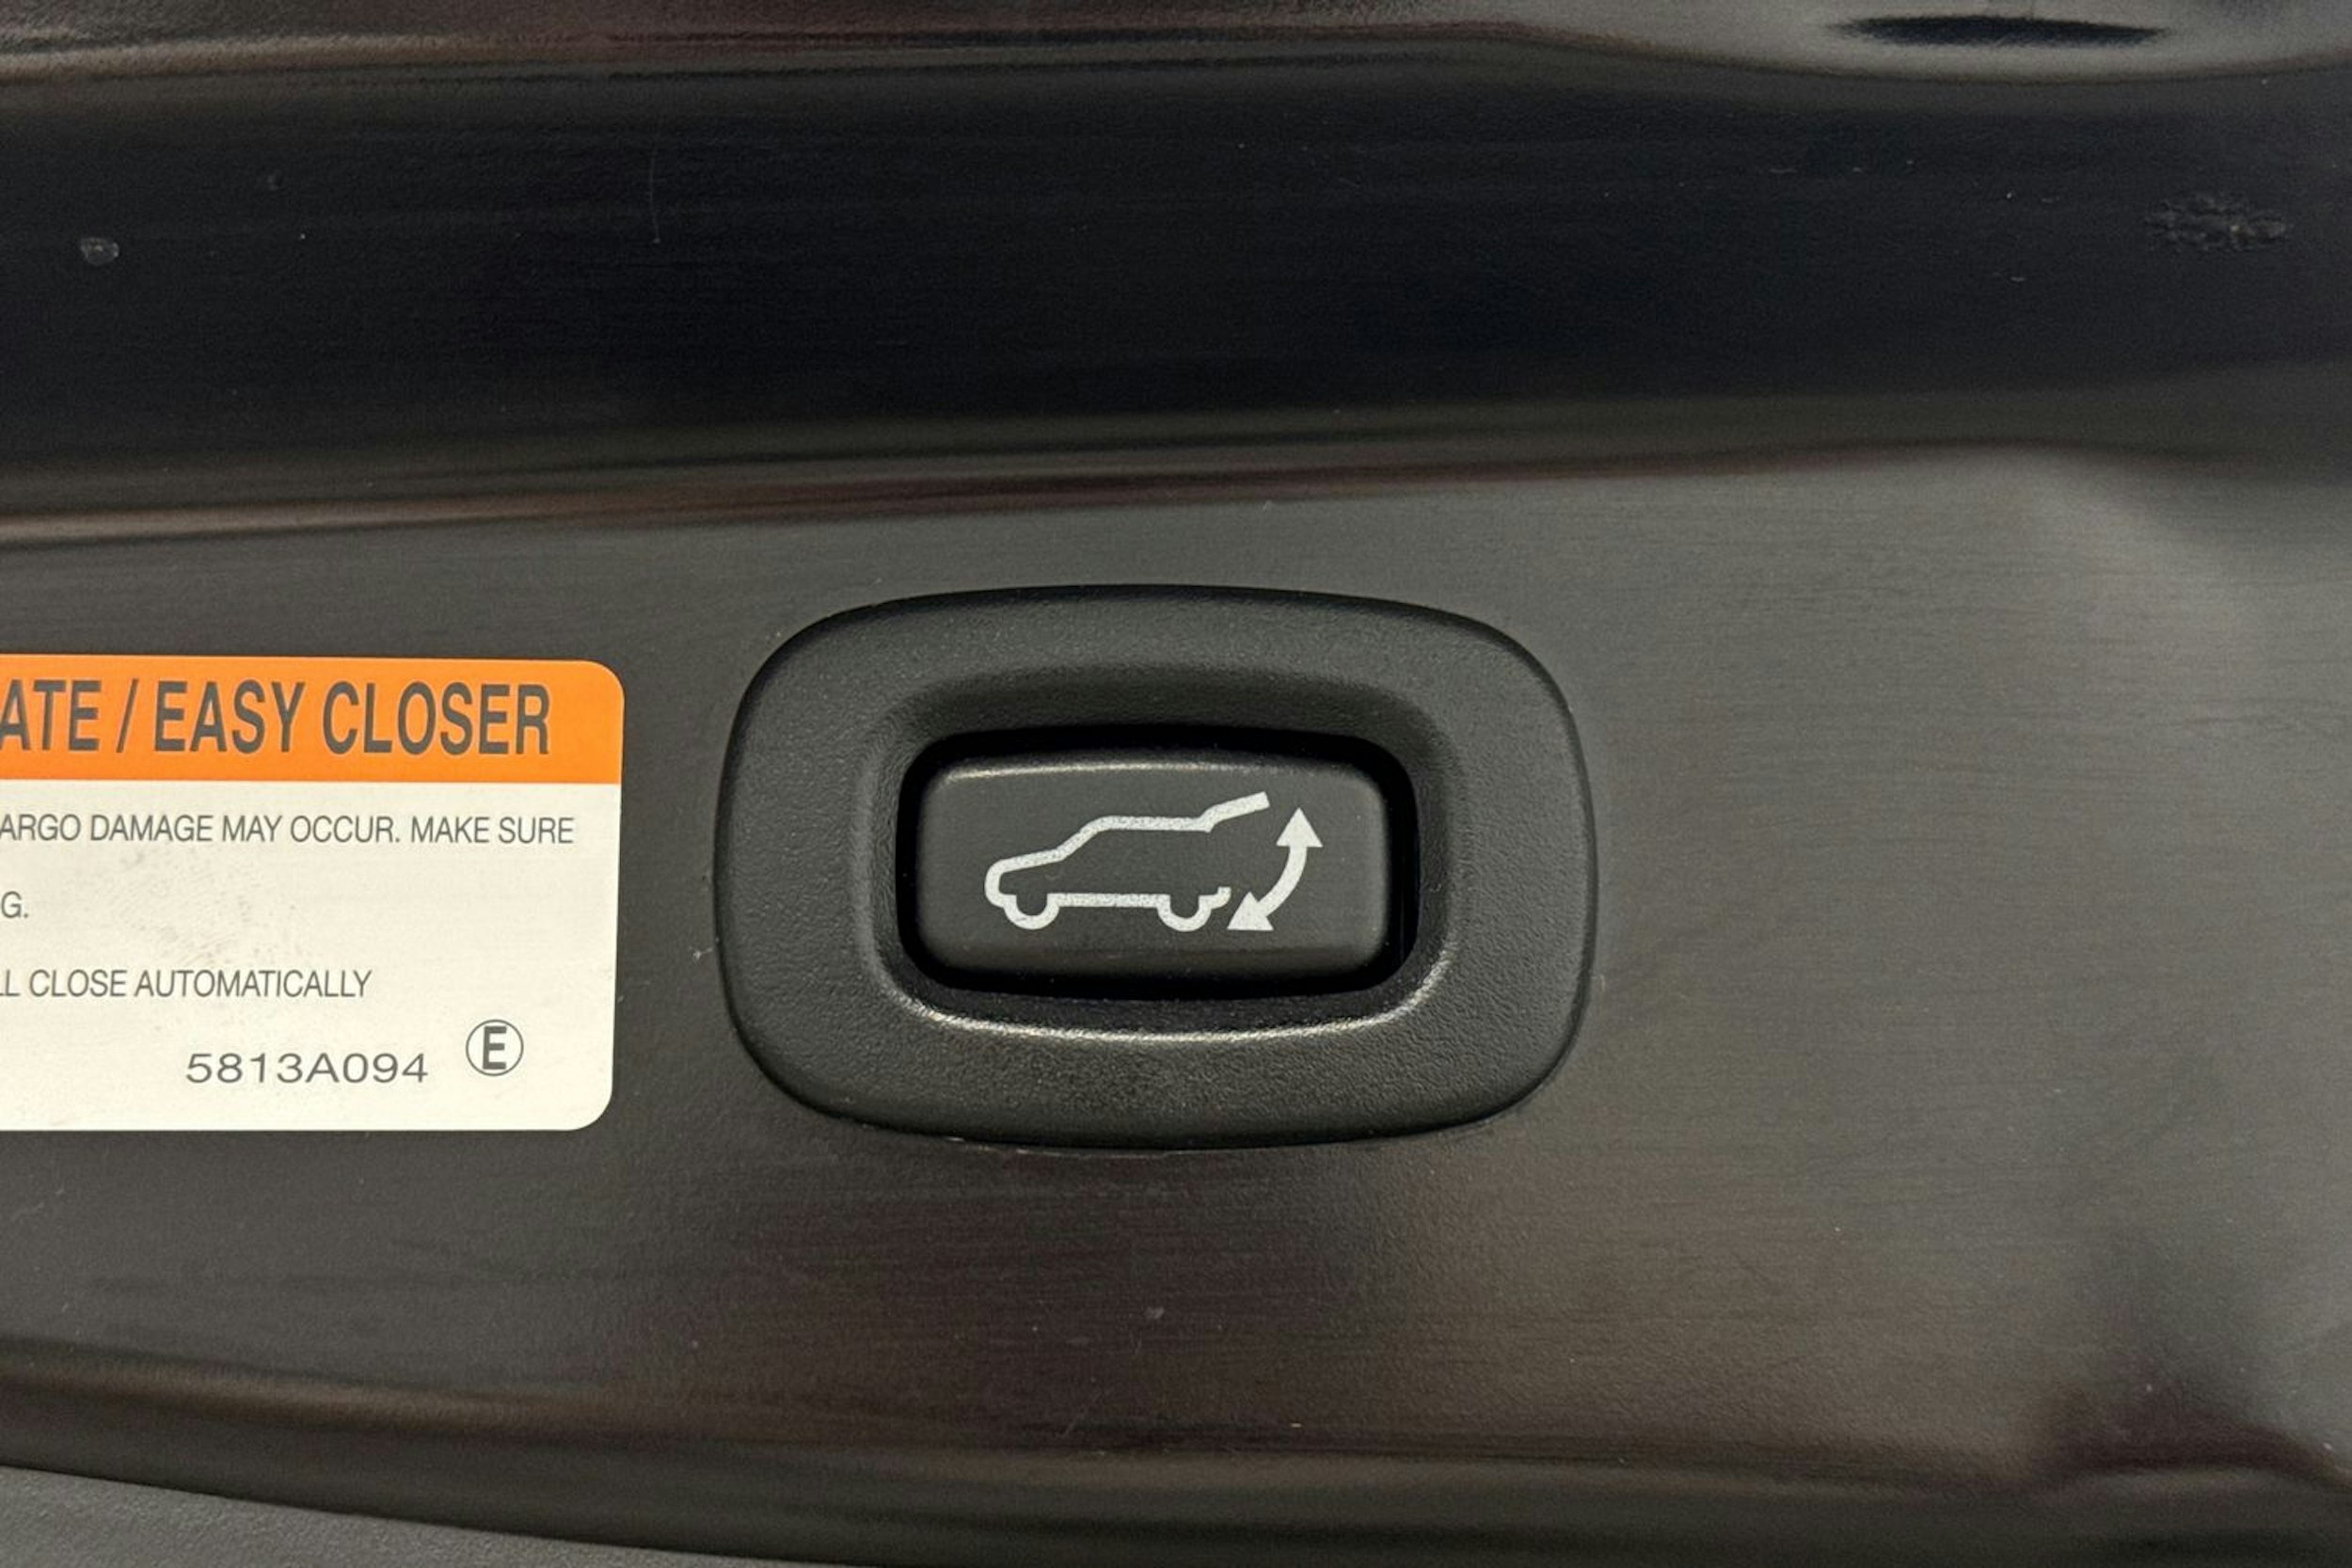 ATE / EASY CLOSER
ARGO DAMAGE MAY OCCUR. MAKE SURE
G.
LL CLOSE AUTOMATICALLY
5813A094 E